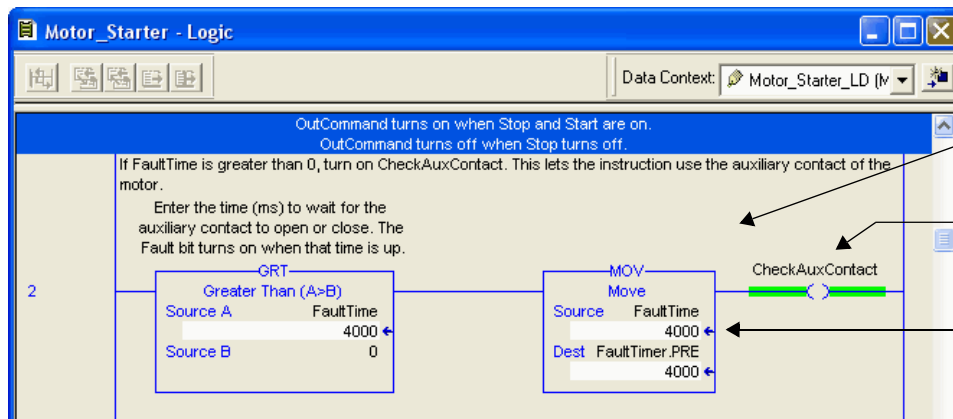 Motor_Starter - Logic
Data Context: Motor_Starter_LD (M
OutCommand turns on when Stop and Start are on.
OutCommand turns off when Stop turns off.
If FaultTime is greater than 0, turn on CheckAuxContact. This lets the instruction use the auxiliary contact of the
motor.
Enter the time (ms) to wait for the
auxiliary contact to open or close. The
Fault bit turns on when that time is up.
2
GRT
Greater Than (A>B)
Source A FaultTime
4000
Source B 0
MOV
Move
Source FaultTime
4000
Dest FaultTimer.PRE
4000
CheckAuxContact